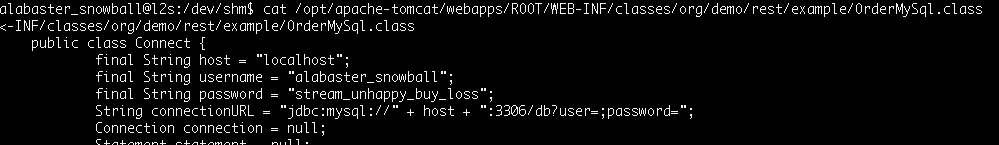 alabaster_snowball@l2s:/dev/shm$ cat /opt/apache-tomcat/webapps/ROOT/WEB-INF/classes/org/demo/rest/example/OrderMySql.class
<-INF/classes/org/demo/rest/example/OrderMySql.class
public class Connect {
final String host = "localhost";
final String username = "alabaster_snowball";
final String password = "stream_unhappy_buy_loss";
String connectionURL = "jdbc:mysql://" + host + ":3306/db?user=;password=";
Connection connection = null;
Statement statement = null;